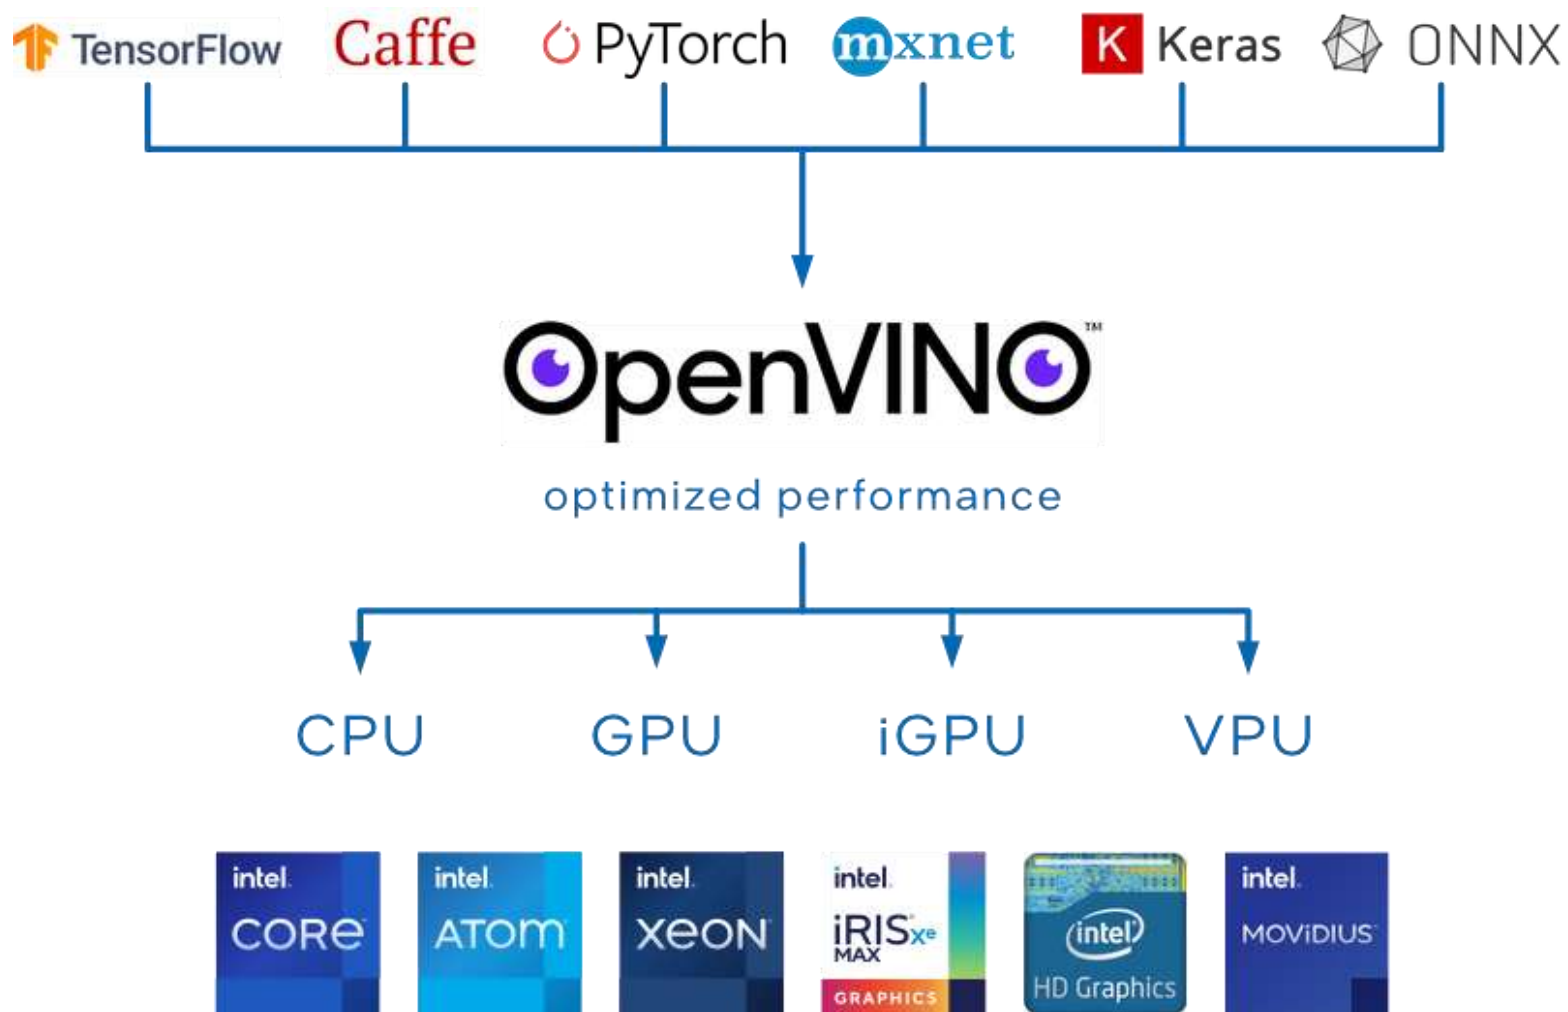 TensorFlow Caffe PyTorch mxnet K Keras ONNX
OpenVINO™
optimized performance
CPU GPU iGPU VPU
intel. CORE
intel. ATOM
intel. XEON
intel. iRIS Xe MAX GRAPHICS
intel HD Graphics
intel. MOVIDIUS